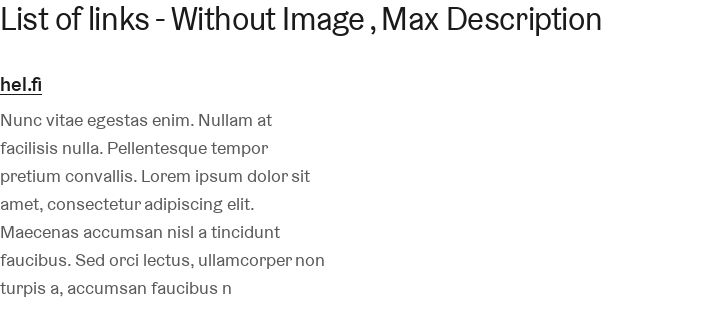 List of links - Without Image , Max Description
hel.fi
Nunc vitae egestas enim. Nullam at
facilisis nulla. Pellentesque tempor
pretium convallis. Lorem ipsum dolor sit
amet, consectetur adipiscing elit.
Maecenas accumsan nisl a tincidunt
faucibus. Sed orci lectus, ullamcorper non
turpis a, accumsan faucibus n